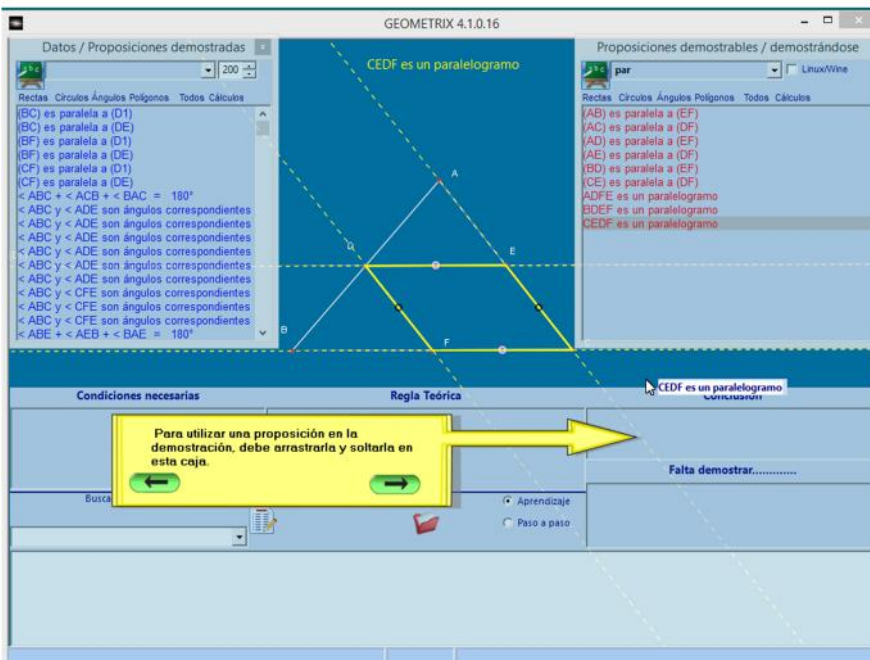 GEOMETRIX 4.1.0.16
Datos / Proposiciones demostradas
200
Rectas Círculos Ángulos Polígonos Todos Cálculos
(BC) es paralela a (D1)
(BC) es paralela a (DE)
(BF) es paralela a (D1)
(BF) es paralela a (DE)
(CF) es paralela a (D1)
(CF) es paralela a (DE)
< ABC + < ACB + < BAC = 180°
< ABC y < ADE son ángulos correspondientes
< ABC y < ADE son ángulos correspondientes
< ABC y < ADE son ángulos correspondientes
< ABC y < ADE son ángulos correspondientes
< ABC y < ADE son ángulos correspondientes
< ABC y < ADE son ángulos correspondientes
< ABC y < CFE son ángulos correspondientes
< ABC y < CFE son ángulos correspondientes
< ABC y < CFE son ángulos correspondientes
< ABE + < AEB + < BAE = 180°
CEDF es un paralelogramo
A
D
E
B
F
C
Proposiciones demostrables / demostrándose
par
Linux/Wine
Rectas Círculos Ángulos Polígonos Todos Cálculos
(AB) es paralela a (EF)
(AC) es paralela a (DF)
(AD) es paralela a (EF)
(AE) es paralela a (DF)
(BD) es paralela a (EF)
(CE) es paralela a (DF)
ADFE es un paralelogramo
BDEF es un paralelogramo
CEDF es un paralelogramo
CEDF es un paralelogramo
Condiciones necesarias
Regla Teórica
Conclusión
Para utilizar una proposición en la
demostración, debe arrastrarla y soltarla en
esta caja.
Falta demostrar.............
Busca
Aprendizaje
Paso a paso